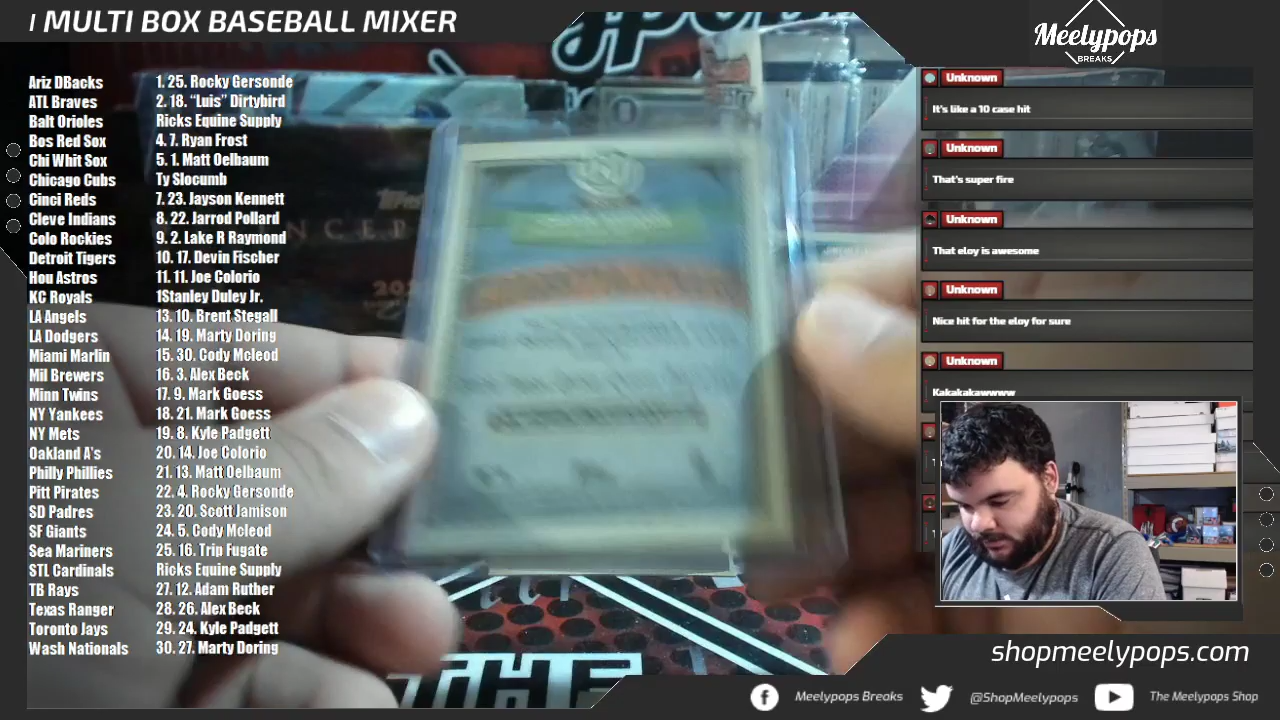 I MULTI BOX BASEBALL MIXER
Meelypops
BREAKS
Ariz DBacks 1. 25. Rocky Gersonde
ATL Braves 2. 18. "Luis" Dirtybird
Balt Orioles Ricks Equine Supply
Bos Red Sox 4. 7. Ryan Frost
Chi Whit Sox 5. 1. Matt Oelbaum
Chicago Cubs Ty Slocumb
Cinci Reds 7. 23. Jayson Kennett
Cleve Indians 8. 22. Jarrod Pollard
Colo Rockies 9. 2. Lake R Raymond
Detroit Tigers 10. 17. Devin Fischer
Hou Astros 11. 11. Joe Colorio
KC Royals 1Stanley Duley Jr.
LA Angels 13. 10. Brent Stegall
LA Dodgers 14. 19. Marty Doring
Miami Marlin 15. 30. Cody Mcleod
Mil Brewers 16. 3. Alex Beck
Minn Twins 17. 9. Mark Goess
NY Yankees 18. 21. Mark Goess
NY Mets 19. 8. Kyle Padgett
Oakland A's 20. 14. Joe Colorio
Philly Phillies 21. 13. Matt Oelbaum
Pitt Pirates 22. 4. Rocky Gersonde
SD Padres 23. 20. Scott Jamison
SF Giants 24. 5. Cody Mcleod
Sea Mariners 25. 16. Trip Fugate
STL Cardinals Ricks Equine Supply
TB Rays 27. 12. Adam Ruther
Texas Ranger 28. 26. Alex Beck
Toronto Jays 29. 24. Kyle Padgett
Wash Nationals 30. 27. Marty Doring
Topps
INCEP
202
THE
Unknown
It's like a 10 case hit
Unknown
That's super fire
Unknown
That eloy is awesome
Unknown
Nice hit for the eloy for sure
Unknown
Kakakakawwww
shopmeelypops.com
Meelypops Breaks
@ShopMeelypops
The Meelypops Shop